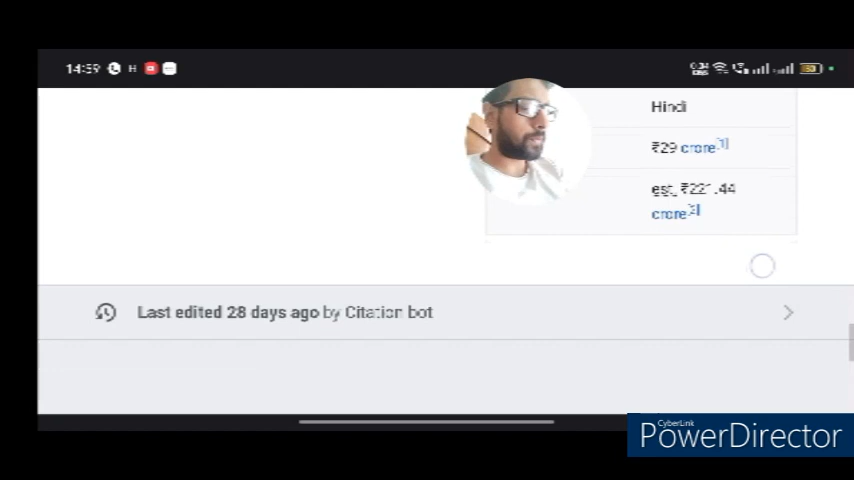 14:59
Hindi
₹29 crore[1]
est. ₹221.44
crore[2]
Last edited 28 days ago by Citation bot
CyberLink
PowerDirector